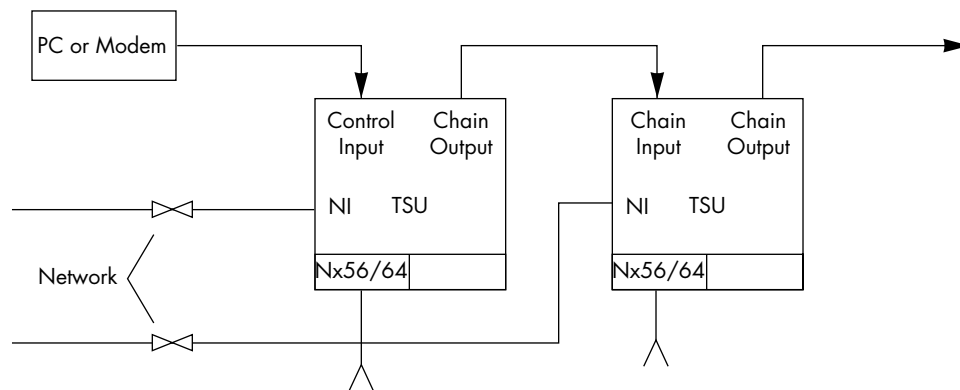 PC or Modem
Control
Input
Chain
Output
NI TSU
Nx56/64
Chain
Input
Chain
Output
NI TSU
Nx56/64
Network